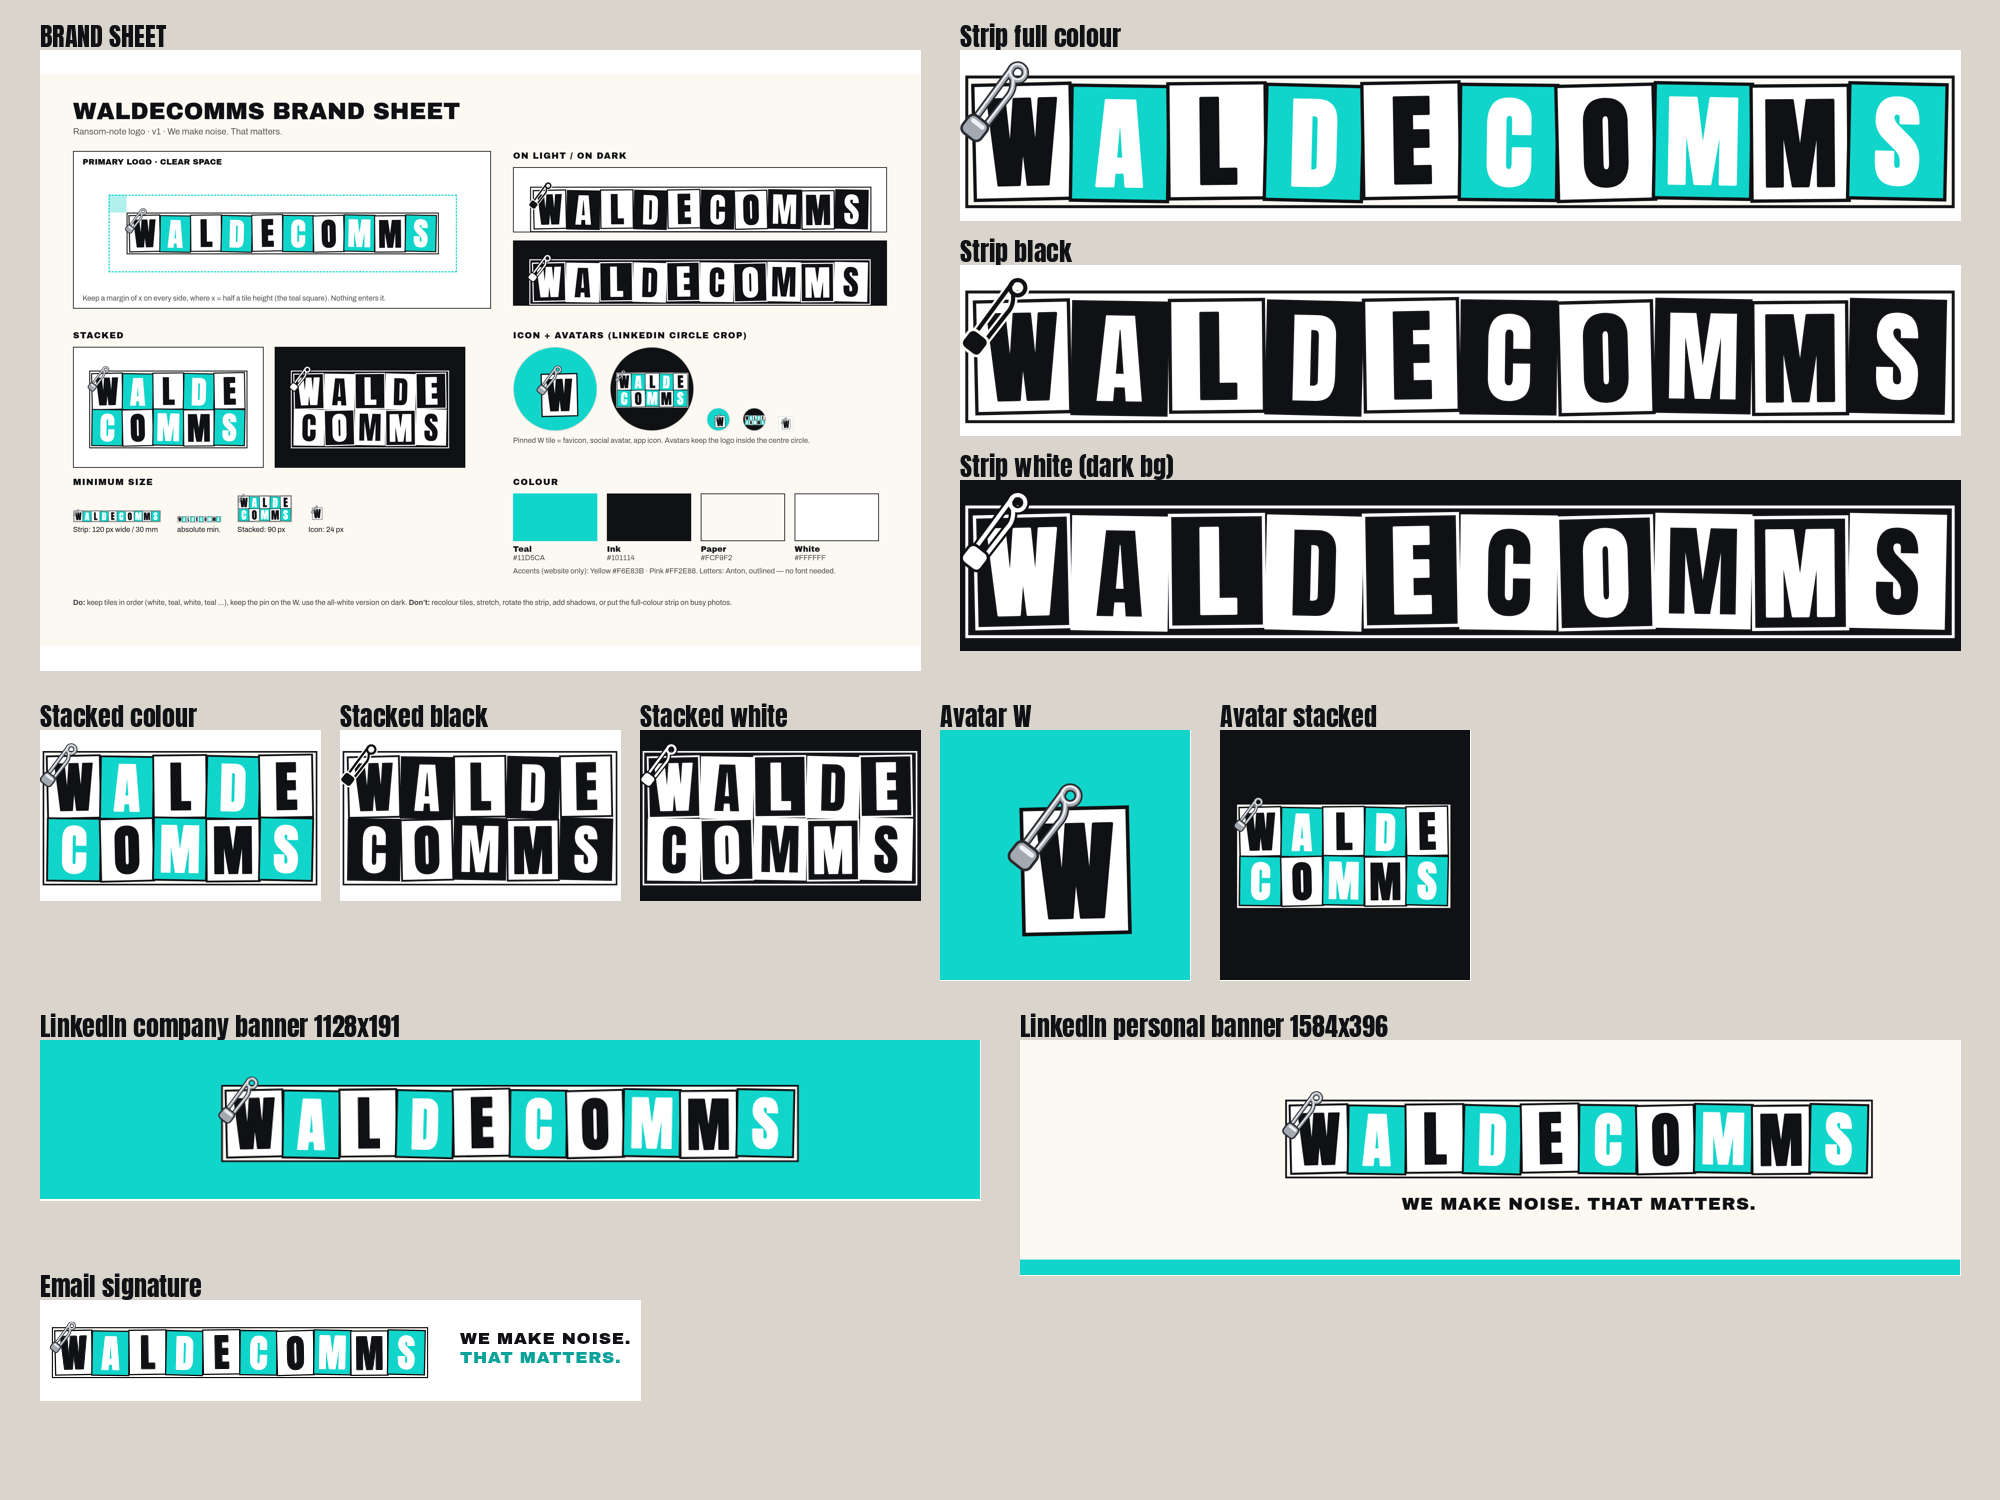 BRAND SHEET
WALDECOMMS BRAND SHEET
Ransom-note logo · v1 · We make noise. That matters.
PRIMARY LOGO · CLEAR SPACE
WALDECOMMS
Keep a margin of x on every side, where x = half a tile height (the teal square). Nothing enters it.
ON LIGHT / ON DARK
WALDECOMMS
WALDECOMMS
STACKED
WALDE
COMMS
WALDE
COMMS
ICON + AVATARS (LINKEDIN CIRCLE CROP)
W
WALDE
COMMS
W
WALDE
COMMS
W
Pinned W tile = favicon, social avatar, app icon. Avatars keep the logo inside the centre circle.
MINIMUM SIZE
WALDECOMMS
Strip: 120 px wide / 30 mm
WALDECOMMS
absolute min.
WALDE
COMMS
Stacked: 90 px
W
Icon: 24 px
COLOUR
Teal
#11D5CA
Ink
#101114
Paper
#FCF9F2
White
#FFFFFF
Accents (website only): Yellow #F6E83B · Pink #FF2E88. Letters: Anton, outlined — no font needed.
Do: keep tiles in order (white, teal, white, teal ...), keep the pin on the W, use the all-white version on dark. Don't: recolour tiles, stretch, rotate the strip, add shadows, or put the full-colour strip on busy photos.
Strip full colour
WALDECOMMS
Strip black
WALDECOMMS
Strip white (dark bg)
WALDECOMMS
Stacked colour
WALDE
COMMS
Stacked black
WALDE
COMMS
Stacked white
WALDE
COMMS
Avatar W
W
Avatar stacked
WALDE
COMMS
LinkedIn company banner 1128x191
WALDECOMMS
LinkedIn personal banner 1584x396
WALDECOMMS
WE MAKE NOISE. THAT MATTERS.
Email signature
WALDECOMMS
WE MAKE NOISE.
THAT MATTERS.